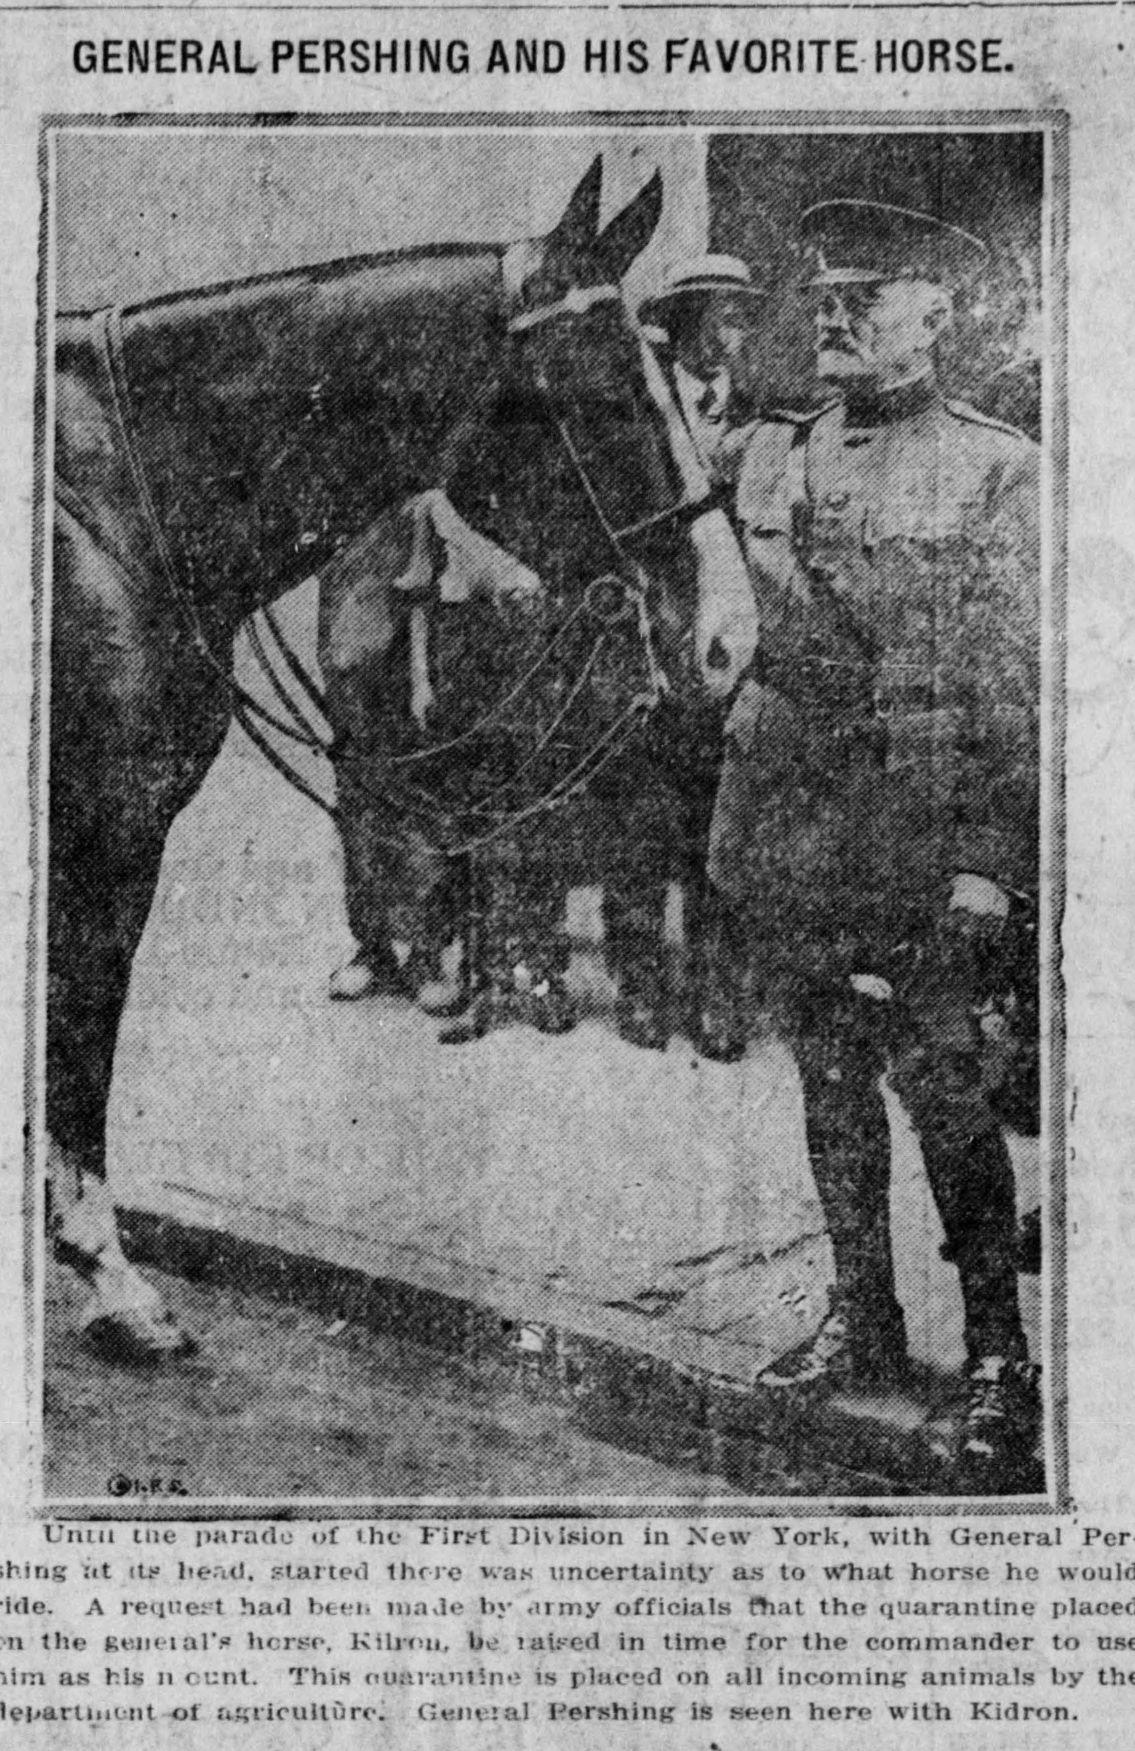 GENERAL PERSHING AND HIS FAVORITE HORSE.
©I.F.S.
Until the parade of the First Division in New York, with General Per-
shing at its head, started there was uncertainty as to what horse he would
ride. A request had been made by army officials that the quarantine placed
on the general's horse, Kilron, be raised in time for the commander to use
him as his mount. This quarantine is placed on all incoming animals by the
department of agriculture. General Pershing is seen here with Kidron.